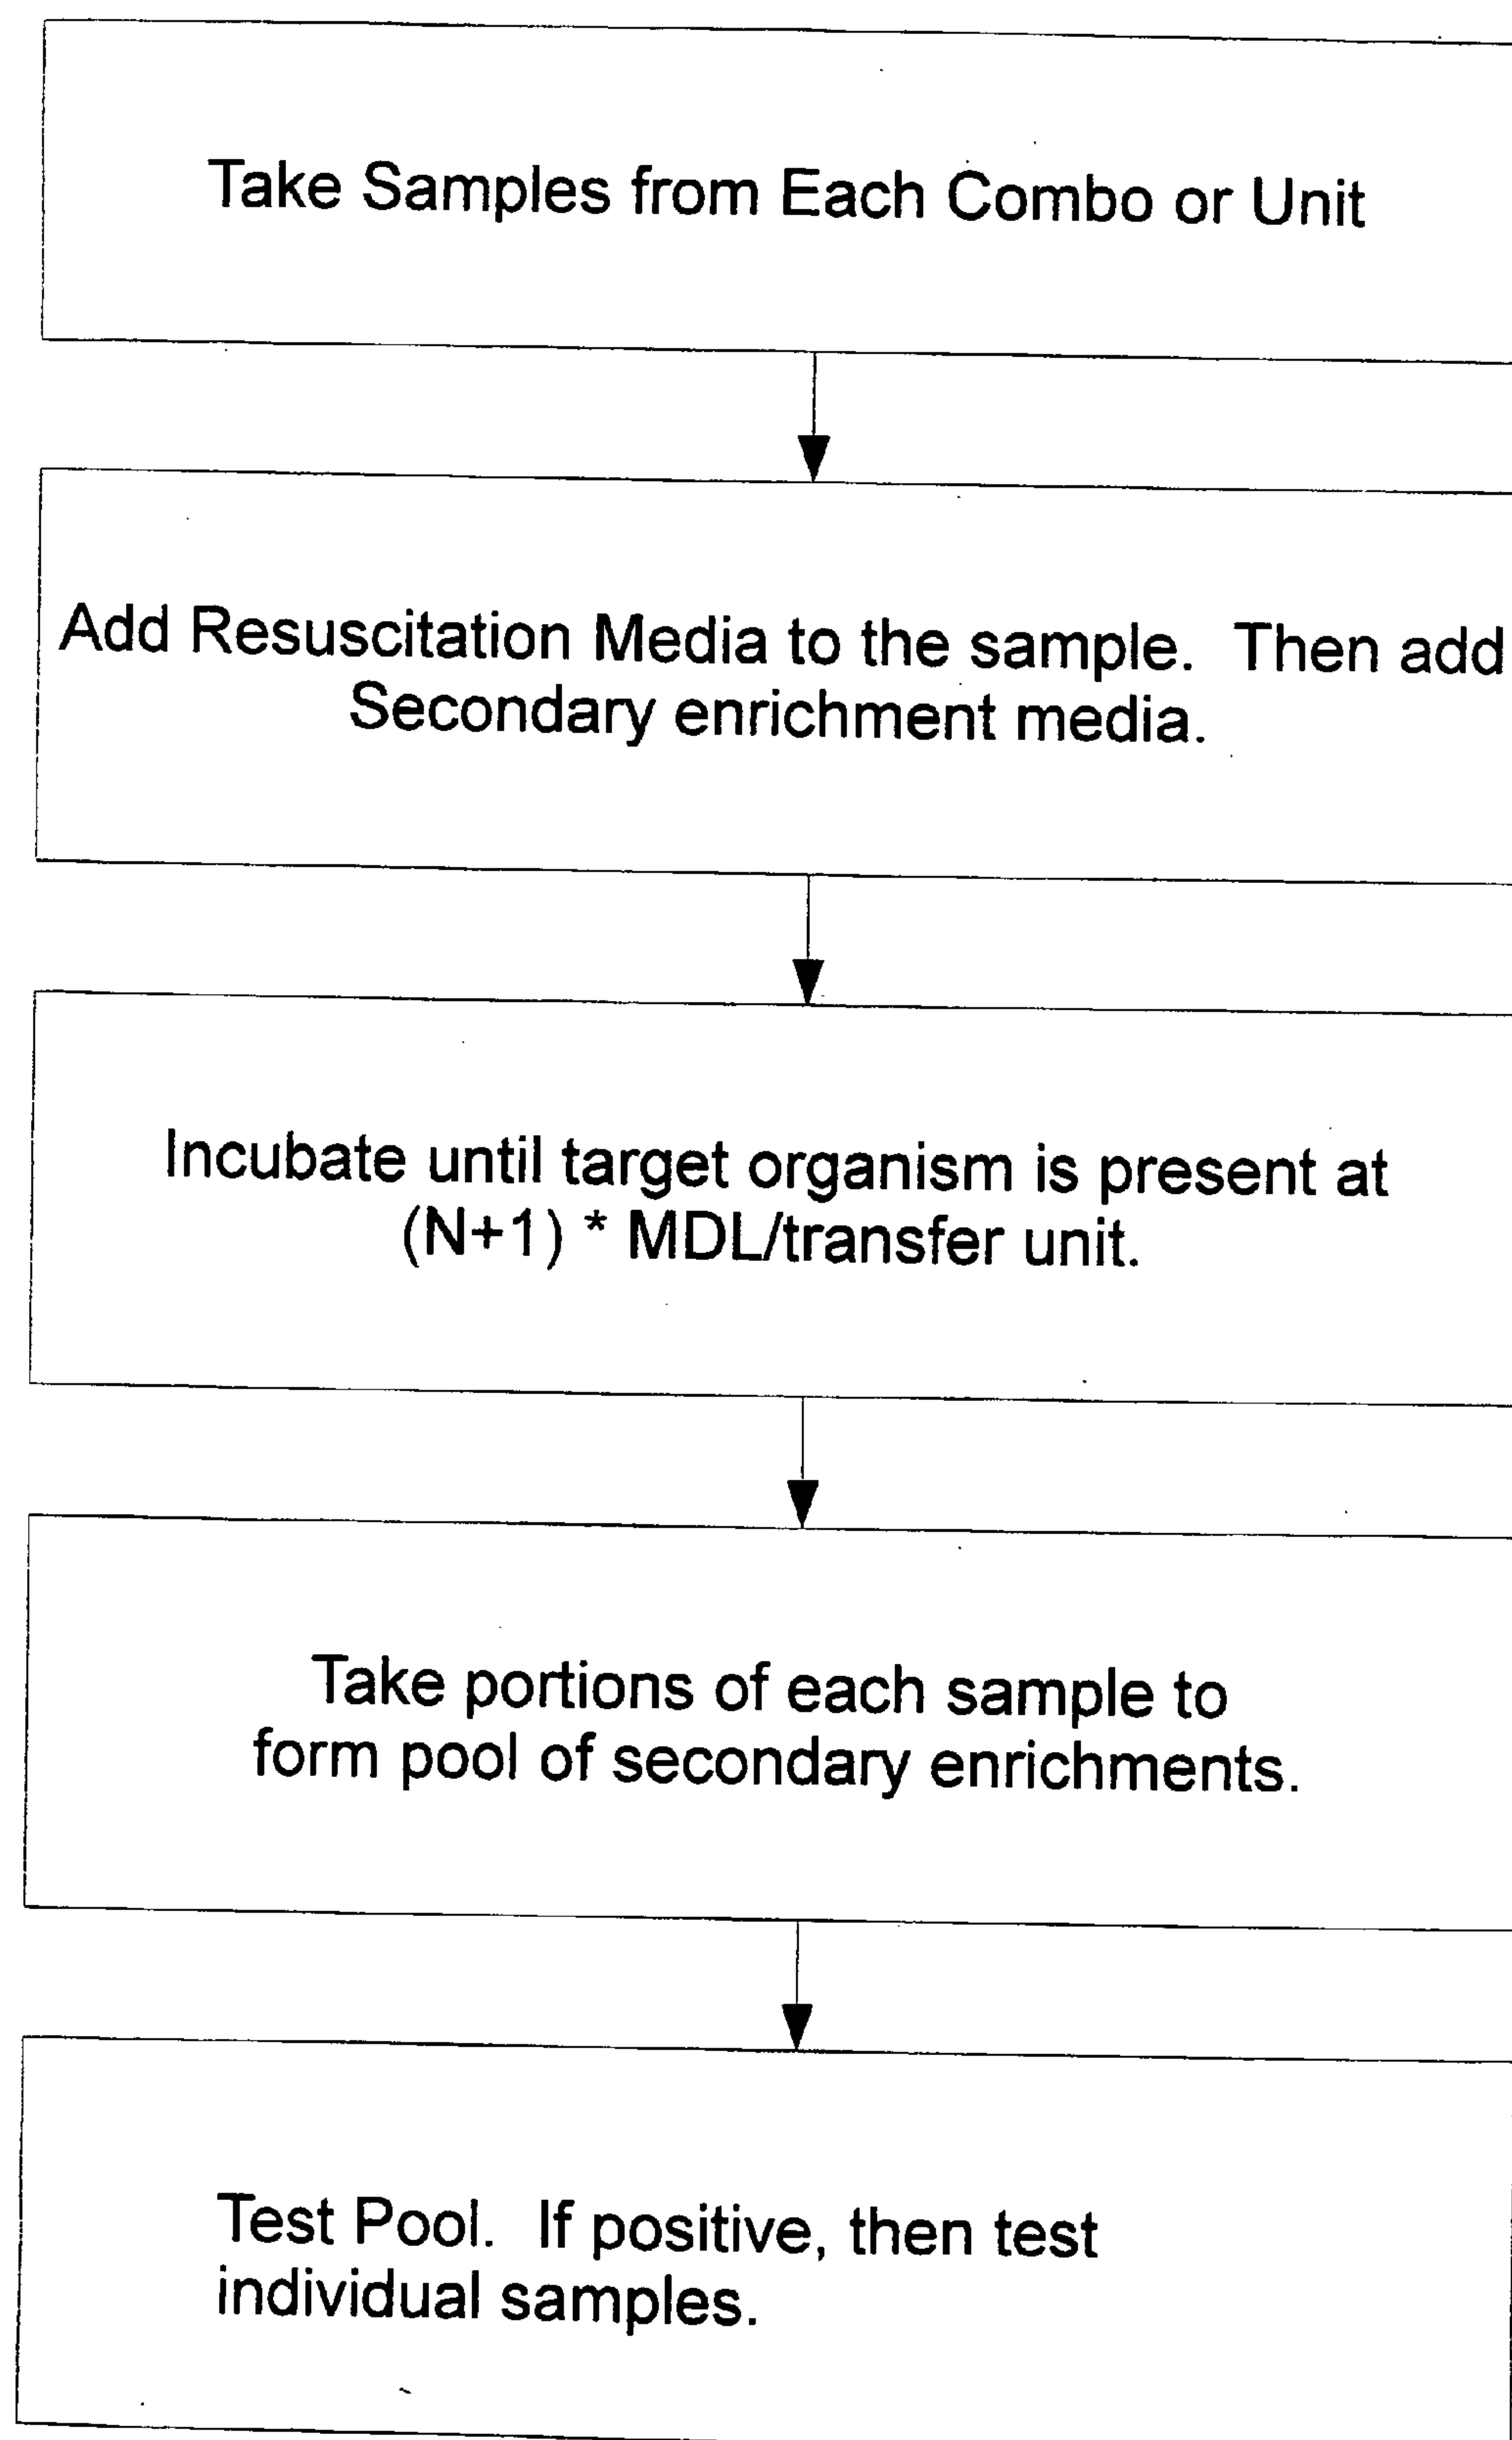 Take Samples from Each Combo or Unit
Add Resuscitation Media to the sample. Then add
Secondary enrichment media.
Incubate until target organism is present at
(N+1) * MDL/transfer unit.
Take portions of each sample to
form pool of secondary enrichments.
Test Pool. If positive, then test
individual samples.